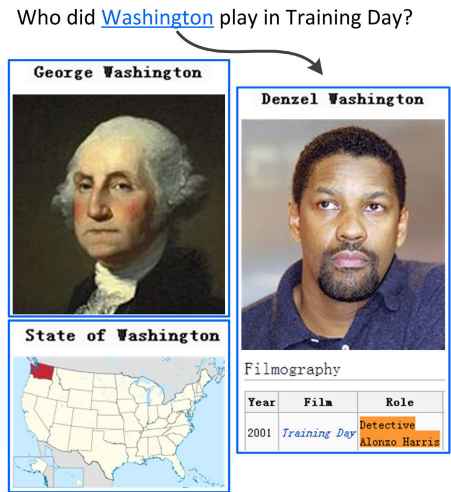 Who did Washington play in Training Day?
George Washington
Denzel Washington
State of Washington
Filmography
Year Film Role
2001 Training Day Detective Alonzo Harris